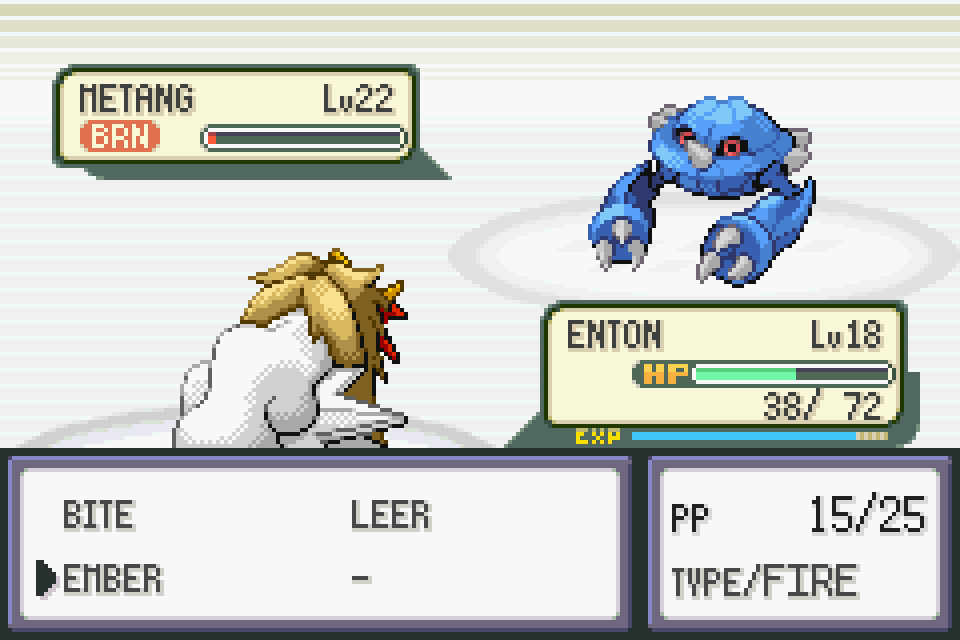 METANG Lv22
BRN
ENTON Lv18
HP
38/ 72
EXP
BITE LEER
EMBER -
PP 15/25
TYPE/FIRE